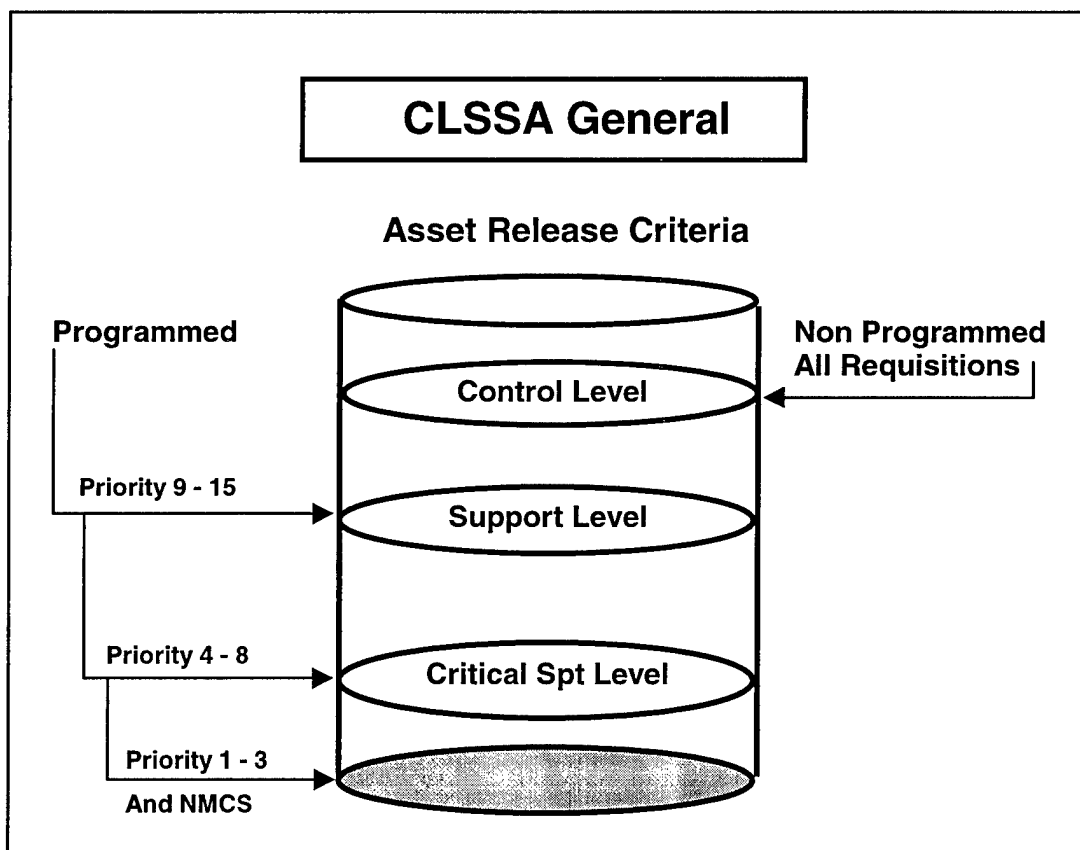 CLSSA General
Asset Release Criteria
Programmed
Non Programmed
All Requisitions
Control Level
Priority 9 - 15
Support Level
Priority 4 - 8
Critical Spt Level
Priority 1 - 3
And NMCS